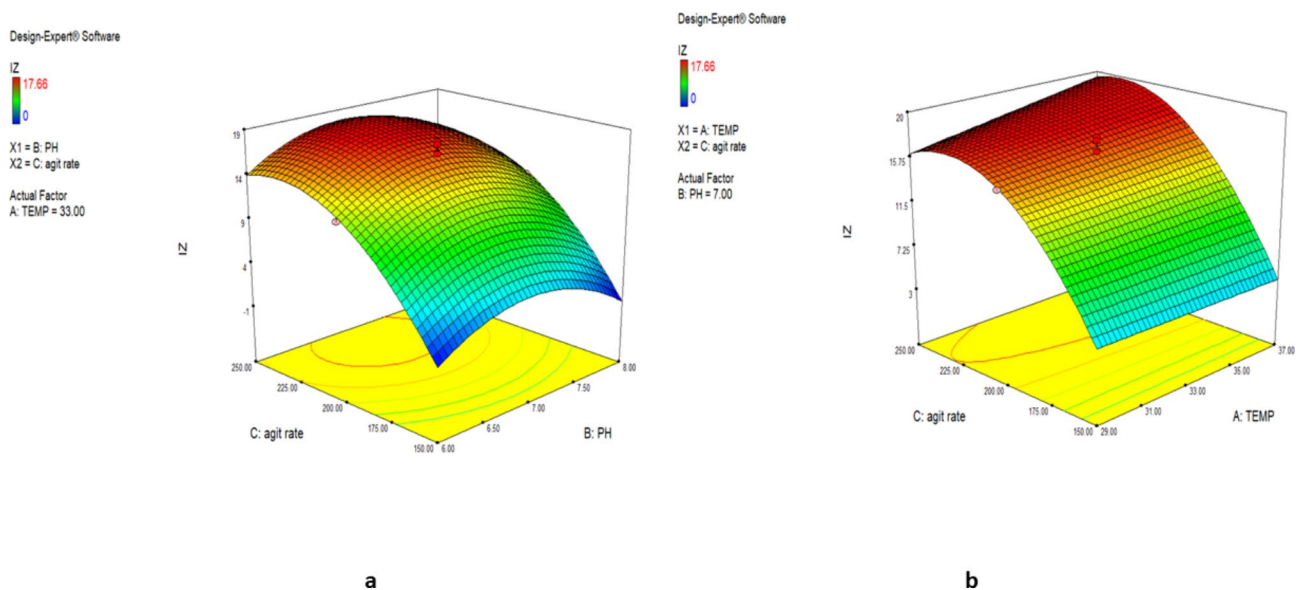 Design-Expert® Software
IZ
17.66
0
X1 = B: PH
X2 = C: agit rate
Actual Factor
A: TEMP = 33.00
19
14
9
4
-1
IZ
250.00
225.00
200.00
175.00
150.00
6.00
6.50
7.00
7.50
8.00
C: agit rate
B: PH
a
Design-Expert® Software
IZ
17.66
0
X1 = A: TEMP
X2 = C: agit rate
Actual Factor
B: PH = 7.00
20
15.75
11.5
7.25
3
IZ
250.00
225.00
200.00
175.00
150.00
29.00
31.00
33.00
35.00
37.00
C: agit rate
A: TEMP
b